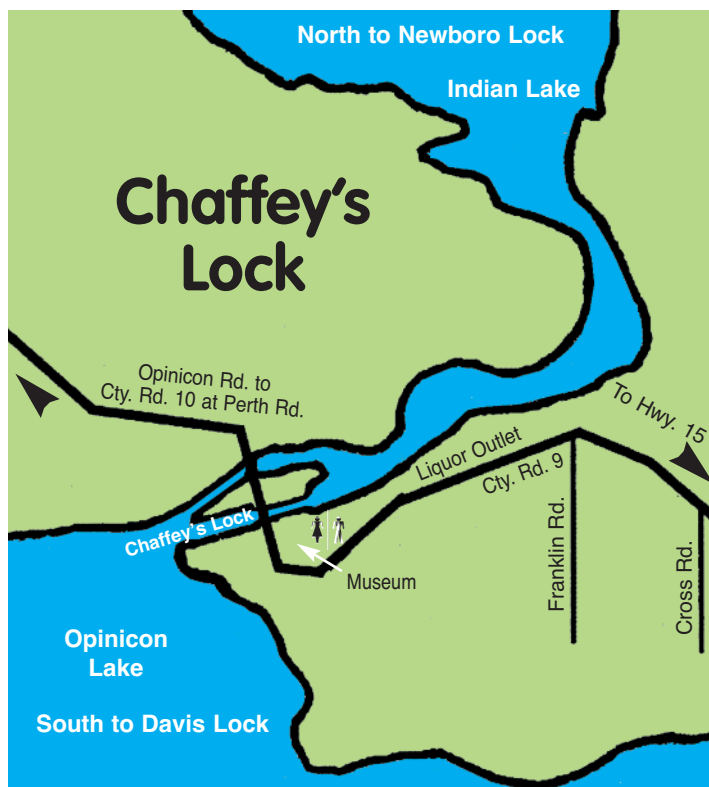 North to Newboro Lock
Indian Lake
Chaffey's
Lock
Opinicon Rd. to
Cty. Rd. 10 at Perth Rd.
To Hwy. 15
Liquor Outlet
Cty. Rd. 9
Chaffey's Lock
Museum
Franklin Rd.
Cross Rd.
Opinicon
Lake
South to Davis Lock